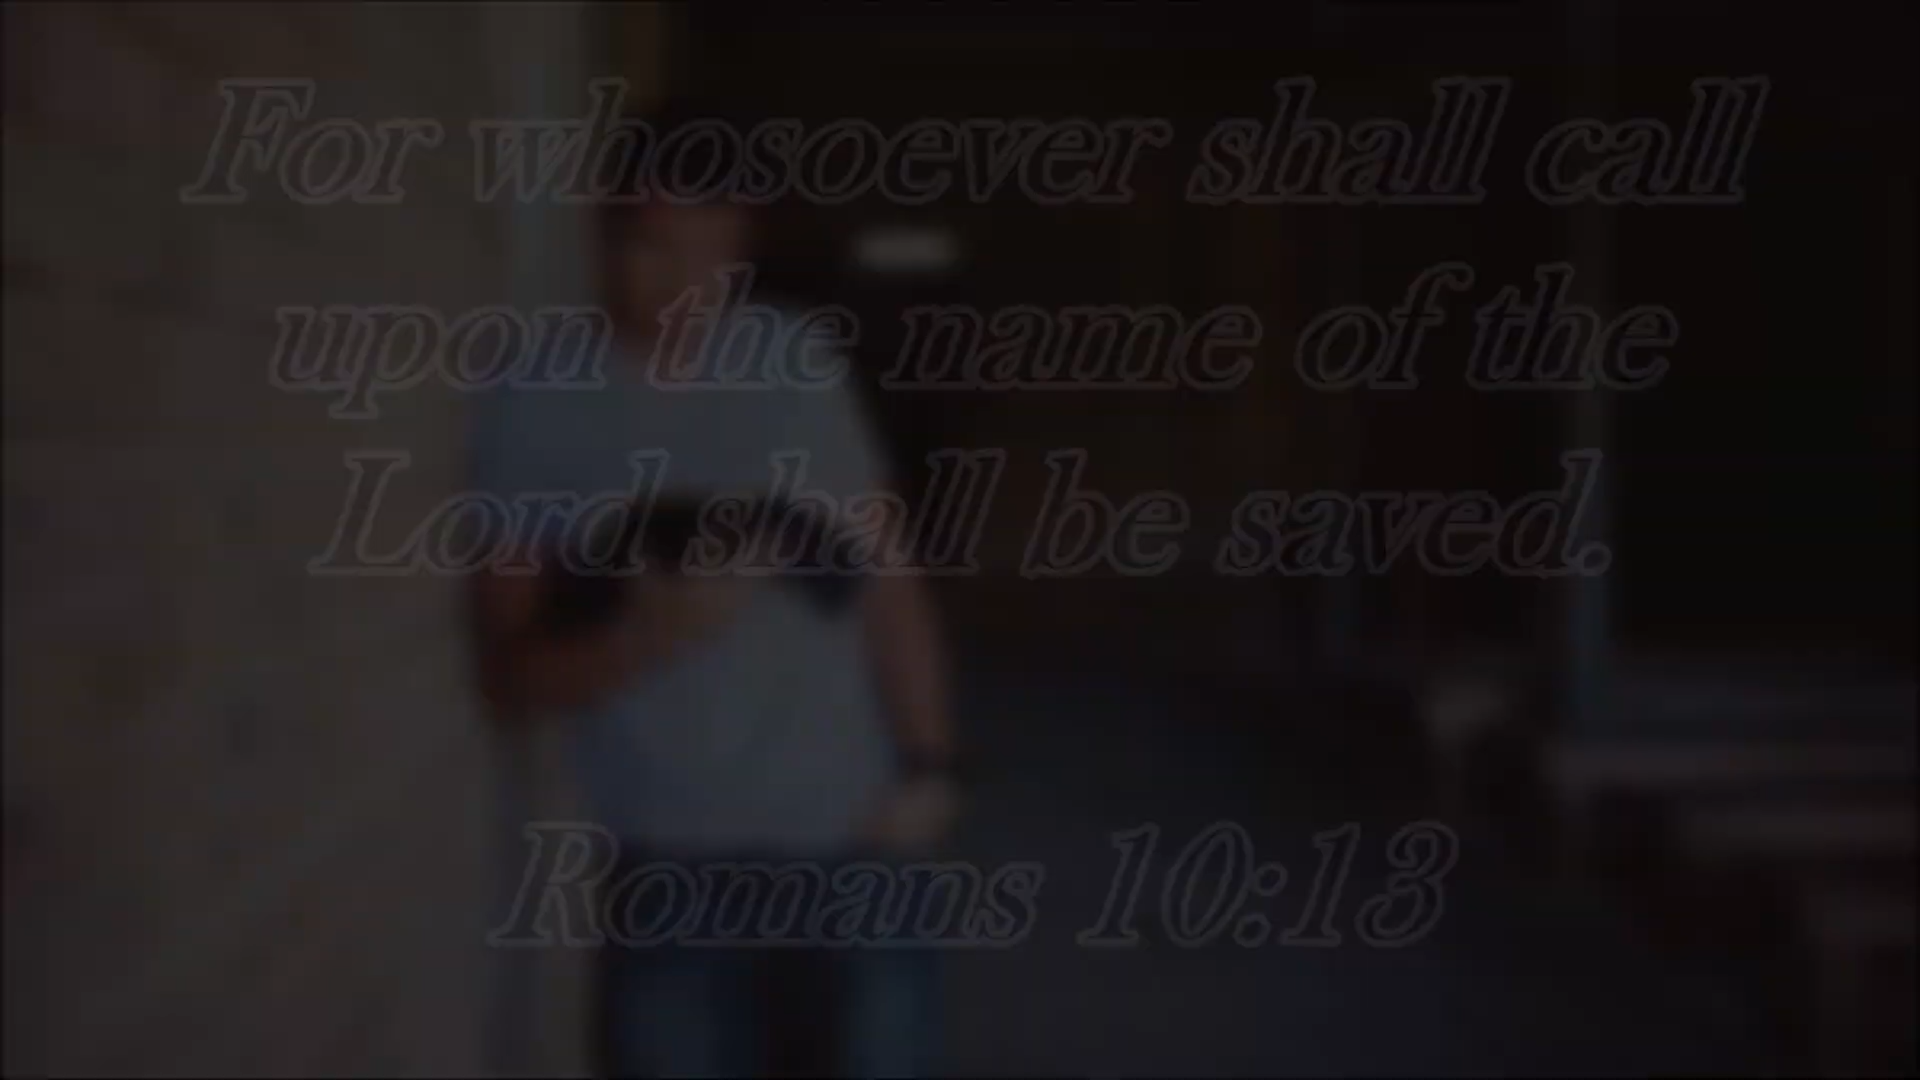 For whosoever shall call
upon the name of the
Lord shall be saved.
Romans 10:13